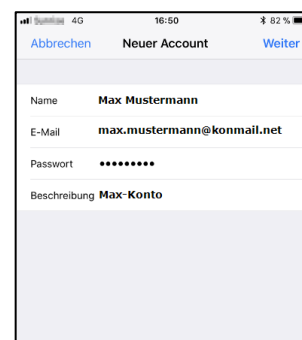 4G 16:50 82 %
Abbrechen Neuer Account Weiter
Name Max Mustermann
E-Mail max.mustermann@konmail.net
Passwort •••••••••
Beschreibung Max-Konto